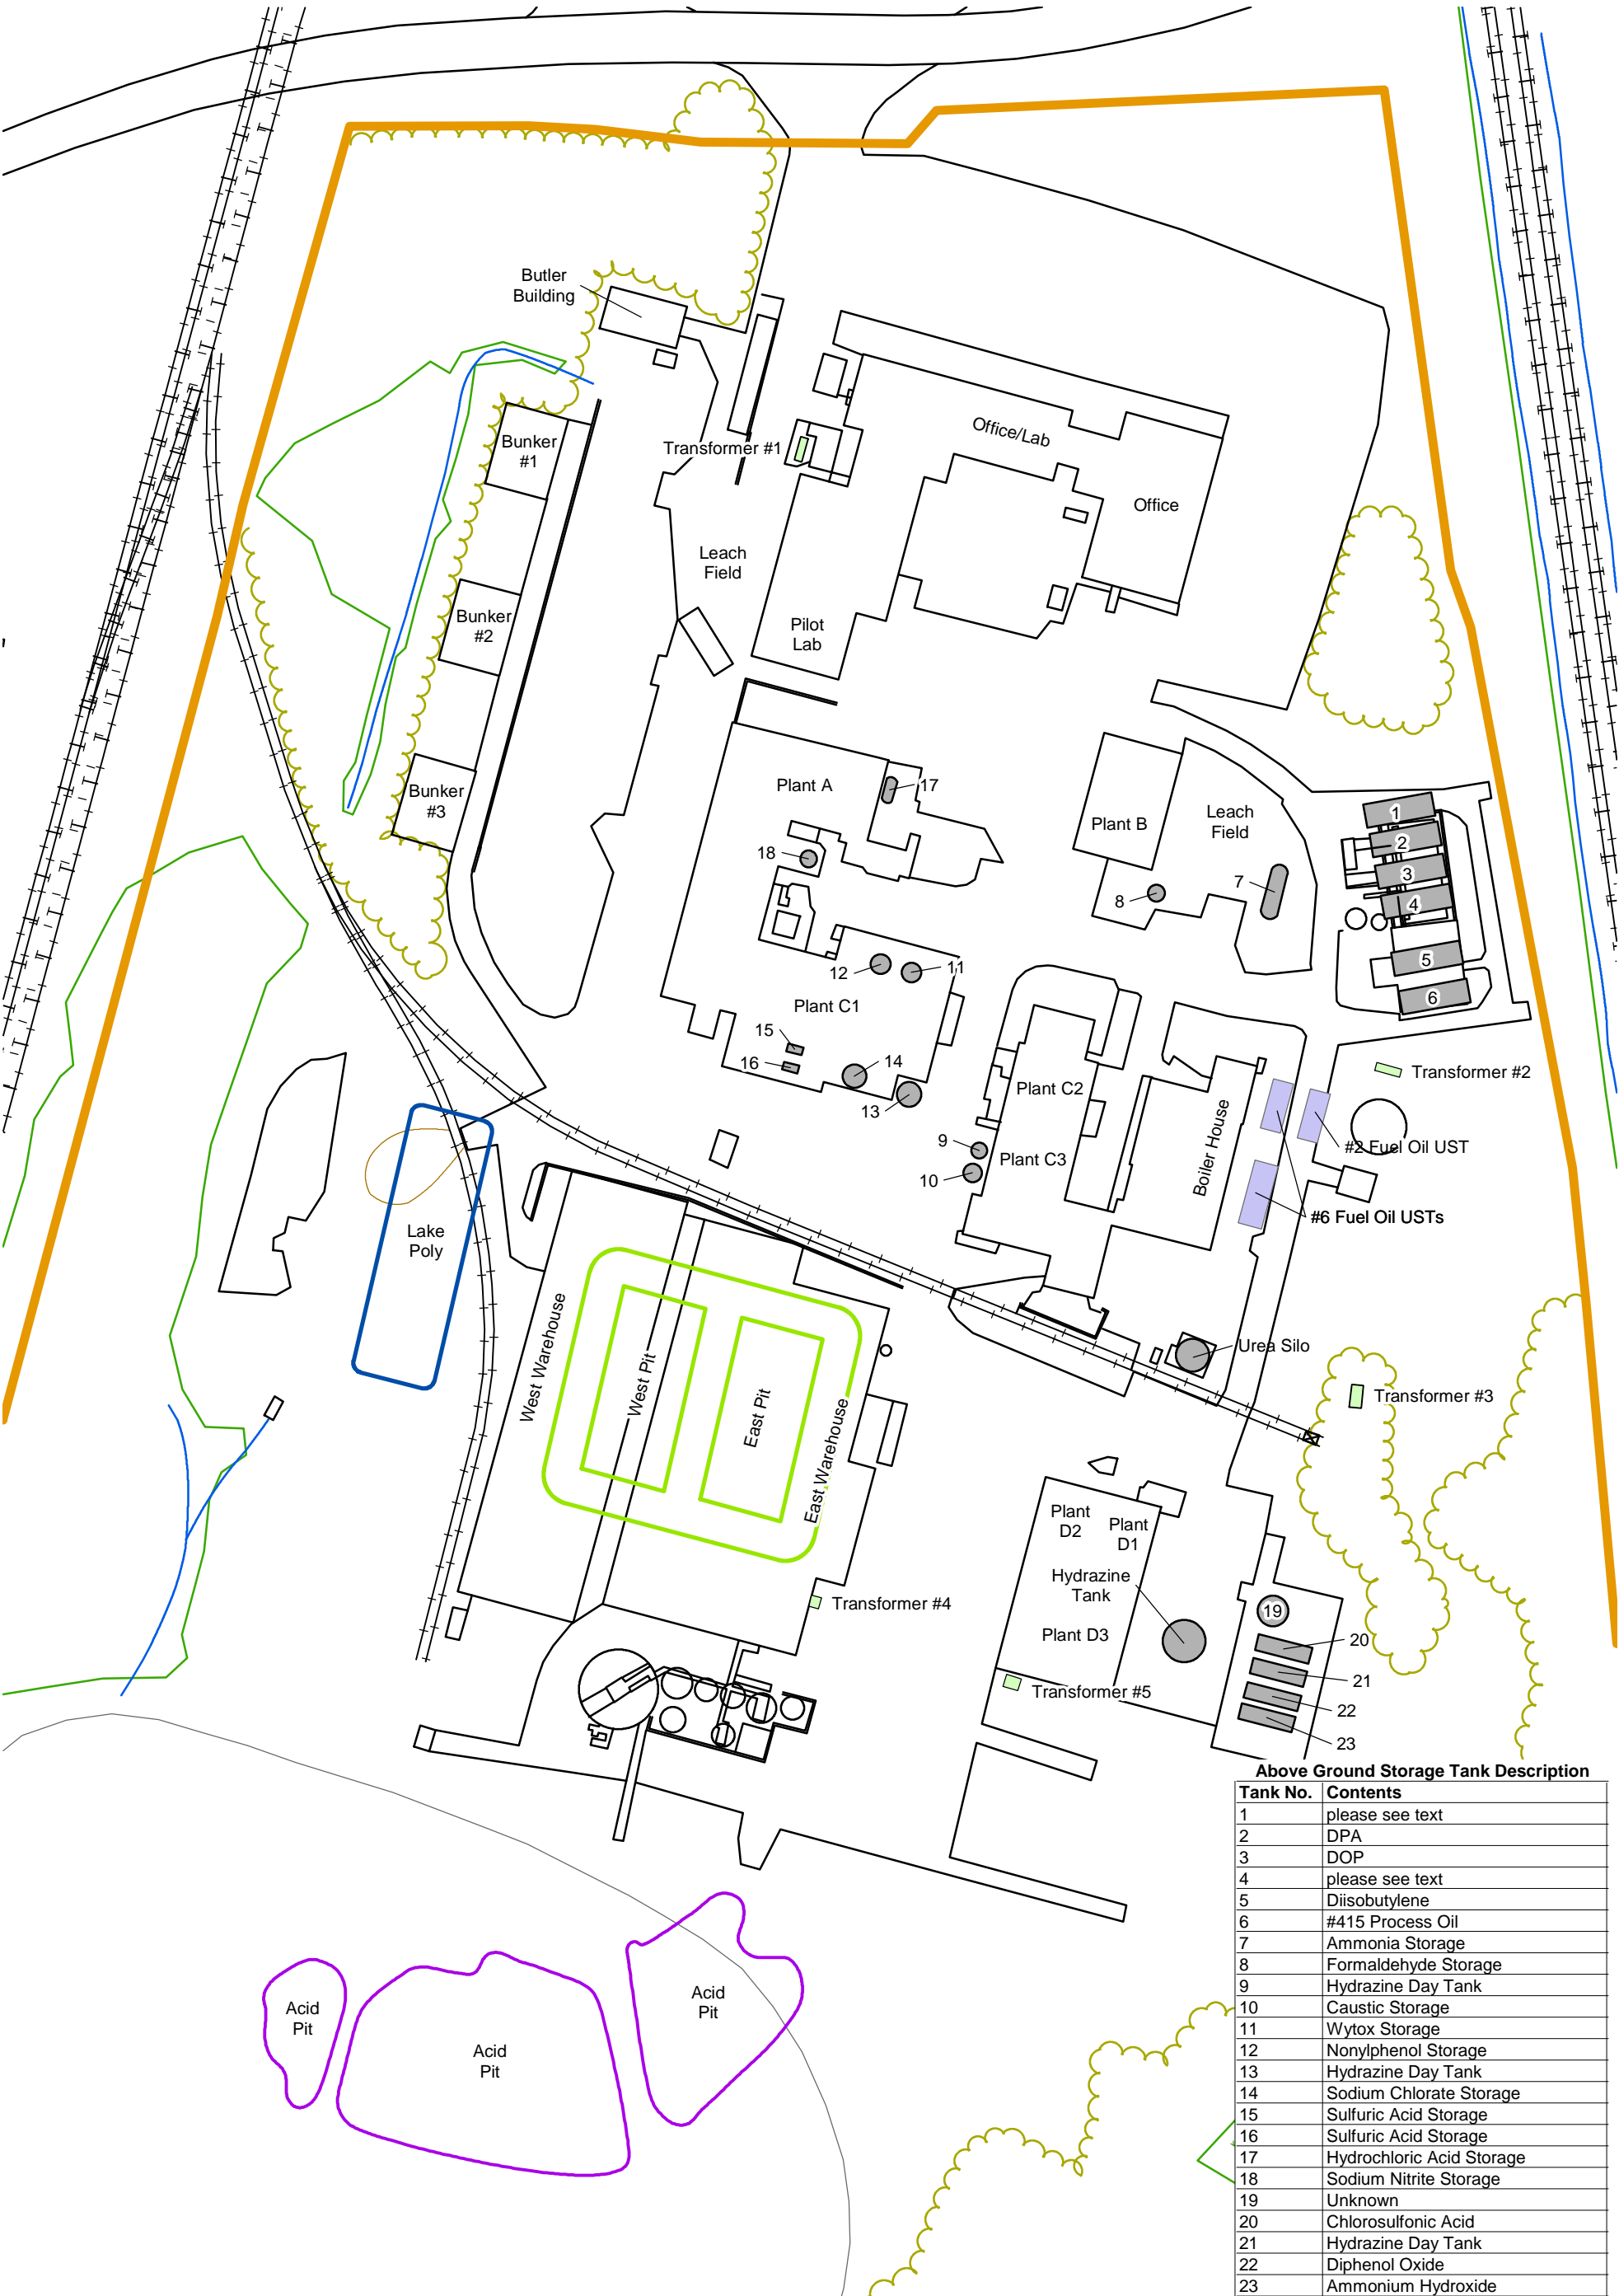 Butler
Building
Bunker
#1
Transformer #1
Office/Lab
Office
Leach
Field
Bunker
#2
Pilot
Lab
Bunker
#3
Plant A
17
18
Plant B
Leach
Field
7
8
1
2
3
4
5
6
12
11
Plant C1
15
16
14
13
Plant C2
Transformer #2
9
Plant C3
10
Boiler House
#2 Fuel Oil UST
#6 Fuel Oil USTs
Lake
Poly
West Warehouse
West Pit
East Pit
East Warehouse
Urea Silo
Transformer #3
Plant
D2
Plant
D1
Hydrazine
Tank
Plant D3
Transformer #4
Transformer #5
19
20
21
22
23
Acid
Pit
Acid
Pit
Acid
Pit
Above Ground Storage Tank Description
Tank No. Contents
1 please see text
2 DPA
3 DOP
4 please see text
5 Diisobutylene
6 #415 Process Oil
7 Ammonia Storage
8 Formaldehyde Storage
9 Hydrazine Day Tank
10 Caustic Storage
11 Wytox Storage
12 Nonylphenol Storage
13 Hydrazine Day Tank
14 Sodium Chlorate Storage
15 Sulfuric Acid Storage
16 Sulfuric Acid Storage
17 Hydrochloric Acid Storage
18 Sodium Nitrite Storage
19 Unknown
20 Chlorosulfonic Acid
21 Hydrazine Day Tank
22 Diphenol Oxide
23 Ammonium Hydroxide